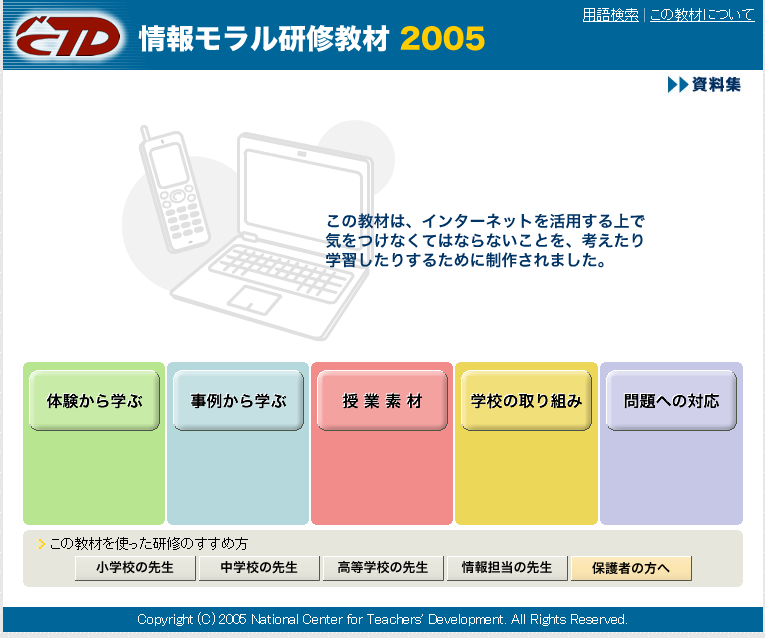 用語検索 | この教材について
CTD 情報モラル研修教材 2005
資料集
この教材は、インターネットを活用する上で
気をつけなくてはならないことを、考えたり
学習したりするために制作されました。
体験から学ぶ 事例から学ぶ 授業素材 学校の取り組み 問題への対応
この教材を使った研修のすすめ方
小学校の先生 中学校の先生 高等学校の先生 情報担当の先生 保護者の方へ
Copyright (C) 2005 National Center for Teachers' Development. All Rights Reserved.